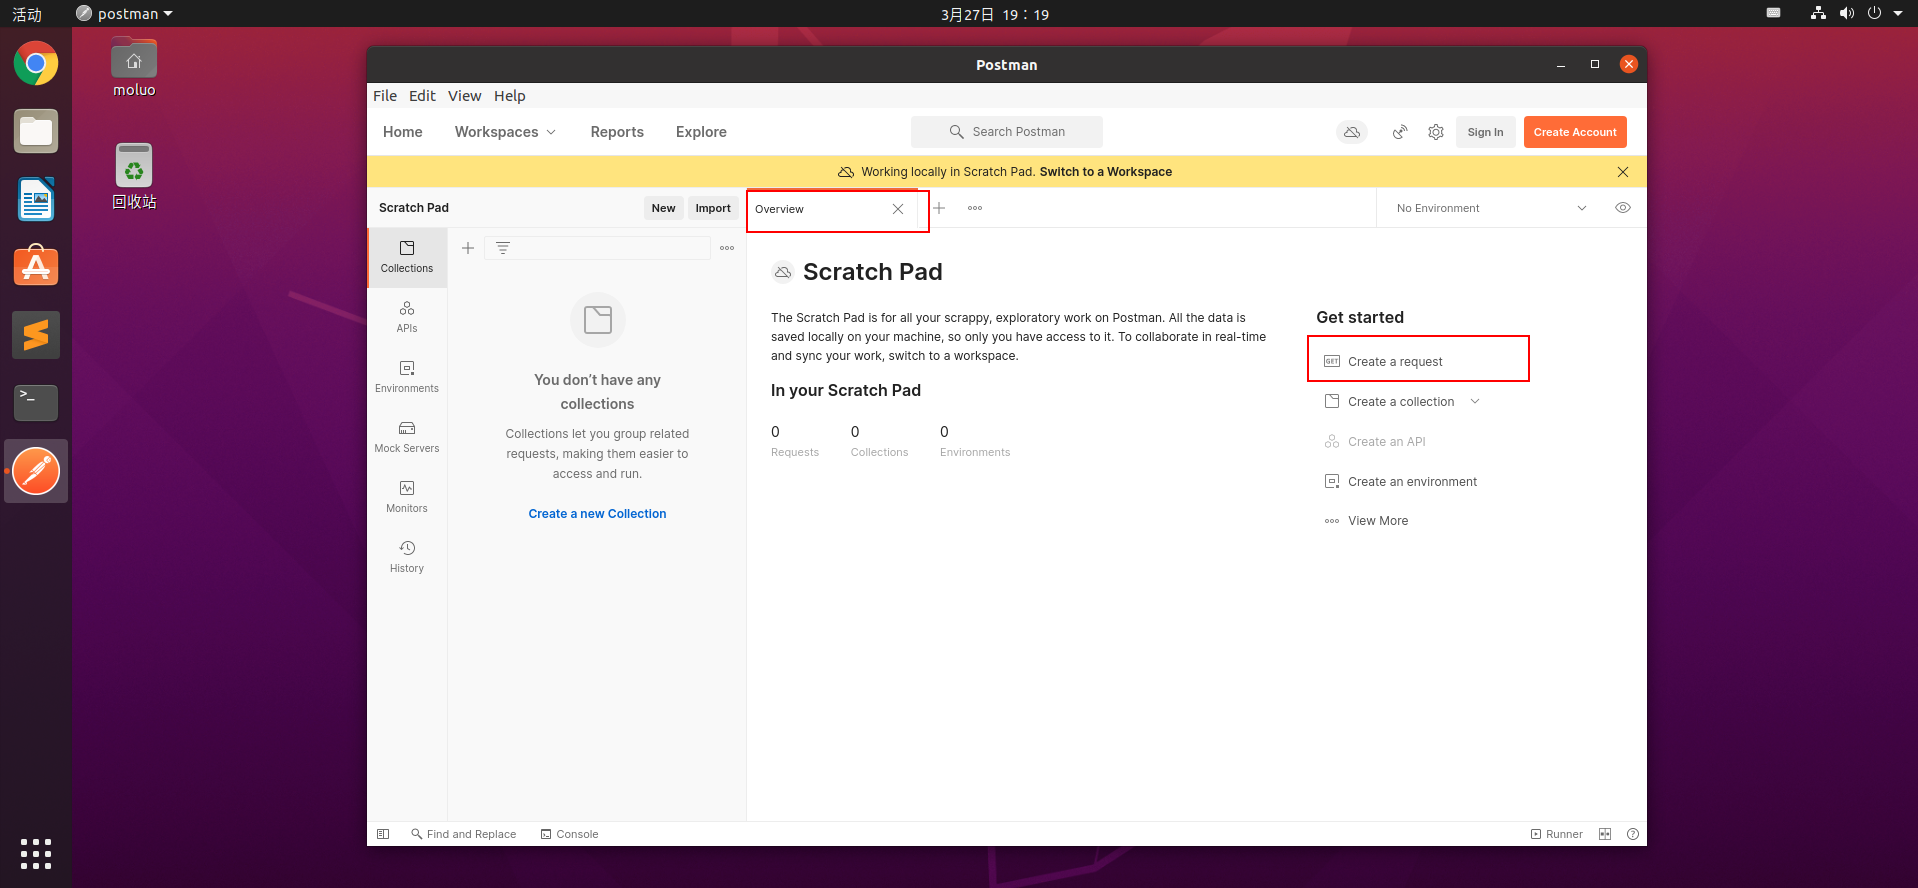 活动
postman
3月27日 19：19
moluo
回收站
Postman
File Edit View Help
Home Workspaces Reports Explore
Search Postman
Sign In
Create Account
Working locally in Scratch Pad. Switch to a Workspace
Scratch Pad
New
Import
Overview
No Environment
Collections
APIs
Environments
Mock Servers
Monitors
History
You don’t have any
collections
Collections let you group related
requests, making them easier to
access and run.
Create a new Collection
Scratch Pad
The Scratch Pad is for all your scrappy, exploratory work on Postman. All the data is
saved locally on your machine, so only you have access to it. To collaborate in real-time
and sync your work, switch to a workspace.
In your Scratch Pad
0 0 0
Requests Collections Environments
Get started
GET Create a request
Create a collection
Create an API
Create an environment
View More
Find and Replace
Console
Runner